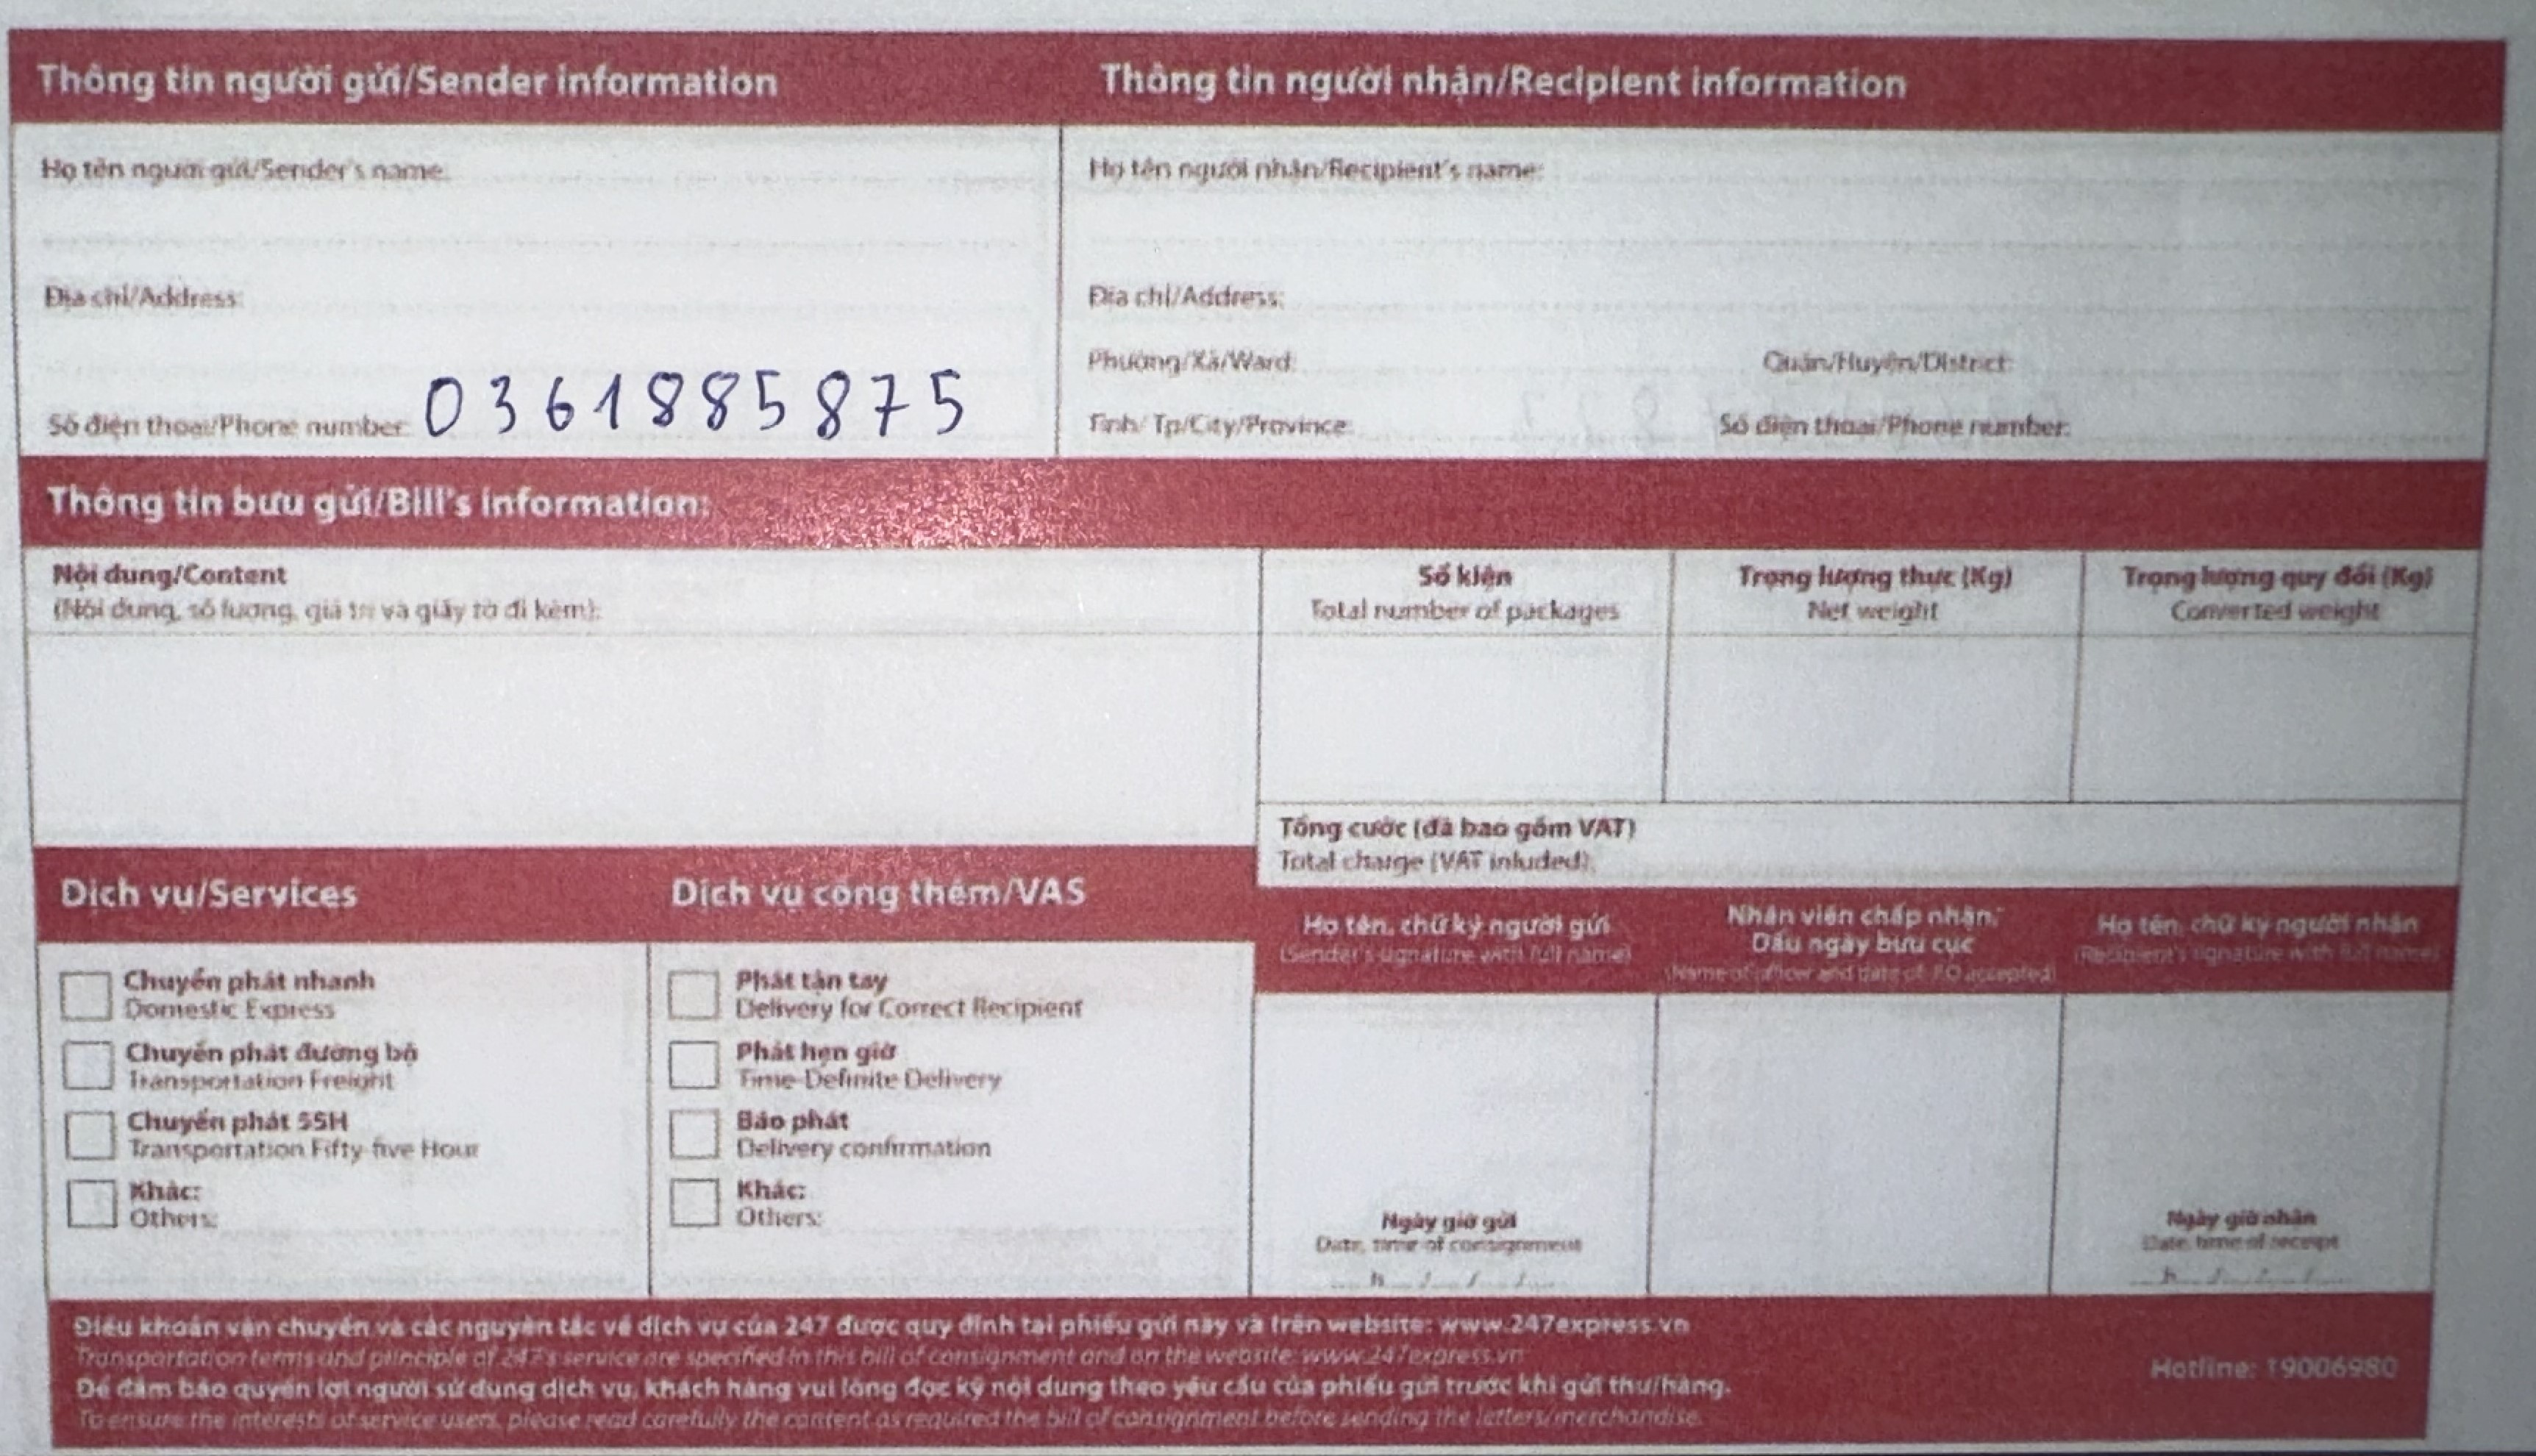 Thông tin người gửi/Sender information
Thông tin người nhận/Recipient information
Họ tên người gửi/Sender's name:
Họ tên người nhận/Recipient's name:
Địa chỉ/Address:
Địa chỉ/Address:
Phường/Xã/Ward:
Quận/Huyện/District:
Số điện thoại/Phone number: 0361885875
Tỉnh/ Tp/City/Province:
Số điện thoại/Phone number:
Thông tin bưu gửi/Bill's information:
Nội dung/Content
(Nội dung, số lượng, giá trị và giấy tờ đi kèm):
Số kiện
Total number of packages
Trọng lượng thực (Kg)
Net weight
Trọng lượng quy đổi (Kg)
Converted weight
Tổng cước (đã bao gồm VAT)
Total charge (VAT inluded):
Dịch vụ/Services
Dịch vụ cộng thêm/VAS
Họ tên, chữ ký người gửi
(Sender's signature with full name)
Nhân viên chấp nhận,
Dấu ngày bưu cục
(Name of officer and date of P.O accepted)
Họ tên, chữ ký người nhận
(Recipient's signature with full name)
Chuyển phát nhanh
Domestic Express
Chuyển phát đường bộ
Transportation Freight
Chuyển phát 55H
Transportation Fifty-five Hour
Khác:
Others:
Phát tận tay
Delivery for Correct Recipient
Phát hẹn giờ
Time-Definite Delivery
Báo phát
Delivery confirmation
Khác:
Others:
Ngày giờ gửi
Date, time of consignment
.....h..../..../....
Ngày giờ nhận
Date, time of receipt
.....h..../..../....
Điều khoản vận chuyển và các nguyên tắc về dịch vụ của 247 được quy định tại phiếu gửi này và trên website: www.247express.vn
Transportation terms and principle of 247's service are specified in this bill of consignment and on the website: www.247express.vn
Để đảm bảo quyền lợi người sử dụng dịch vụ, khách hàng vui lòng đọc kỹ nội dung theo yêu cầu của phiếu gửi trước khi gửi thư/hàng.
To ensure the interests of service users, please read carefully the content as required the bill of consignment before sending the letters/merchandise.
Hotline: 19006980